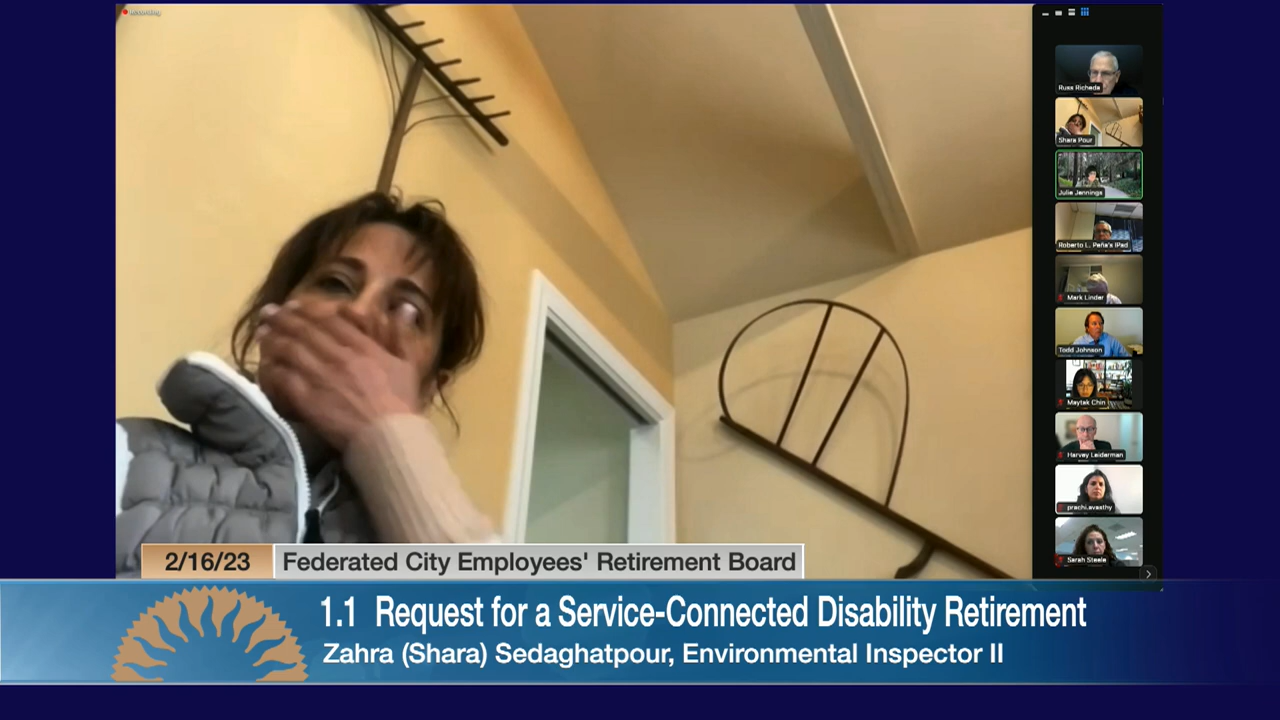 recording
Russ Richeda
Shara Pour
Julie Jennings
Roberto L. Peña's iPad
Mark Linder
Todd Johnson
Maytak Chin
Harvey Leiderman
prachi.avasthy
Sarah Steele
2/16/23 Federated City Employees' Retirement Board
1.1 Request for a Service-Connected Disability Retirement
Zahra (Shara) Sedaghatpour, Environmental Inspector II